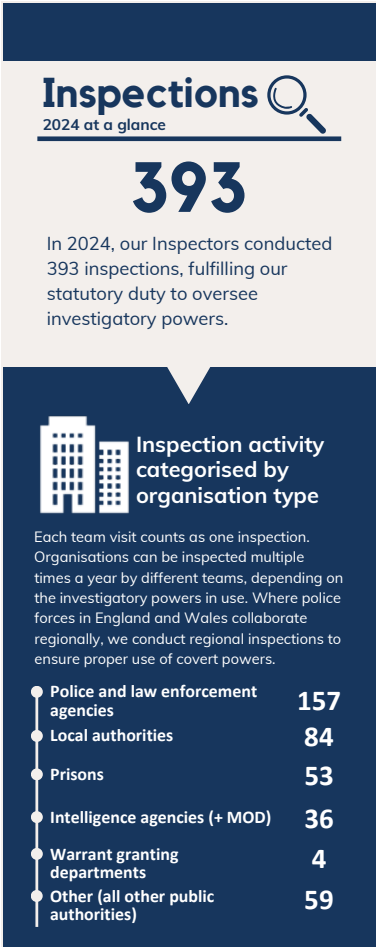 Inspections
2024 at a glance
393
In 2024, our Inspectors conducted
393 inspections, fulfilling our
statutory duty to oversee
investigatory powers.
Inspection activity
categorised by
organisation type
Each team visit counts as one inspection.
Organisations can be inspected multiple
times a year by different teams, depending on
the investigatory powers in use. Where police
forces in England and Wales collaborate
regionally, we conduct regional inspections to
ensure proper use of covert powers.
Police and law enforcement
agencies
157
Local authorities 84
Prisons 53
Intelligence agencies (+ MOD) 36
Warrant granting
departments
4
Other (all other public
authorities)
59